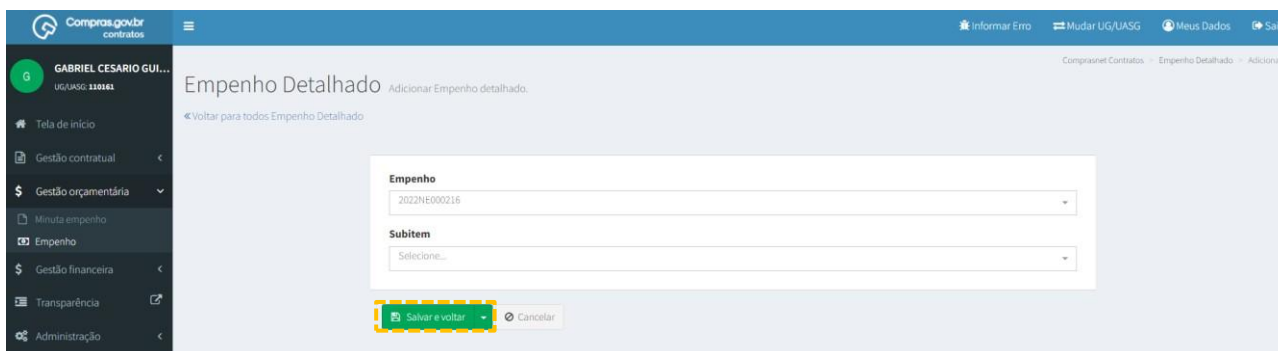 Compras.gov.br
contratos
Informar Erro
Mudar UG/UASG
Meus Dados
GABRIEL CESARIO GUI...
UG/UASG: 110161
Comprasnet Contratos > Empenho Detalhado >
Empenho Detalhado Adicionar Empenho detalhado.
«Voltar para todos Empenho Detalhado
Tela de início
Gestão contratual
Gestão orçamentária
Minuta empenho
Empenho
Gestão financeira
Transparência
Administração
Empenho
2022NE000216
Subitem
Selecione...
Salvar e voltar
Cancelar